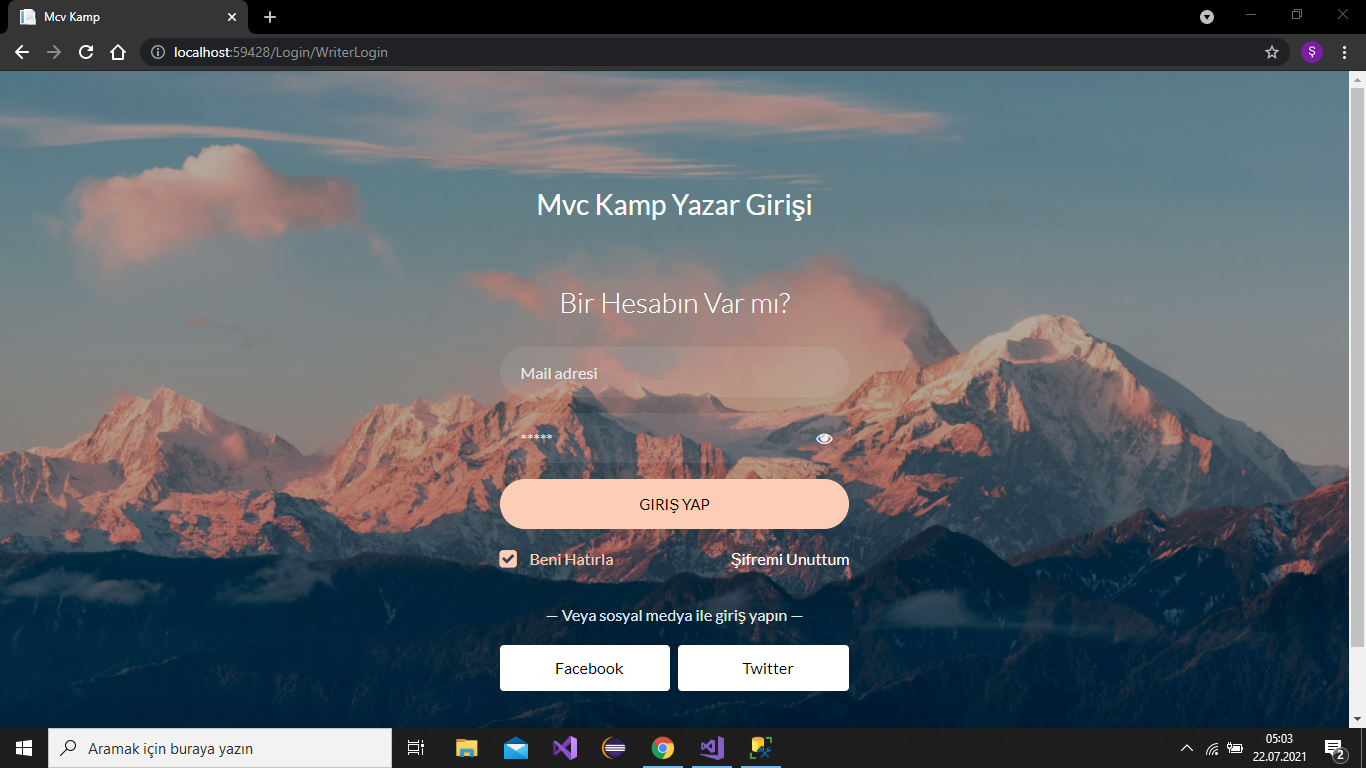 Mcv Kamp
localhost:59428/Login/WriterLogin
Ş
Mvc Kamp Yazar Girişi
Bir Hesabın Var mı?
Mail adresi
*****
GIRIŞ YAP
Beni Hatırla Şifremi Unuttum
— Veya sosyal medya ile giriş yapın —
Facebook Twitter
Aramak için buraya yazın
05:03
22.07.2021
2